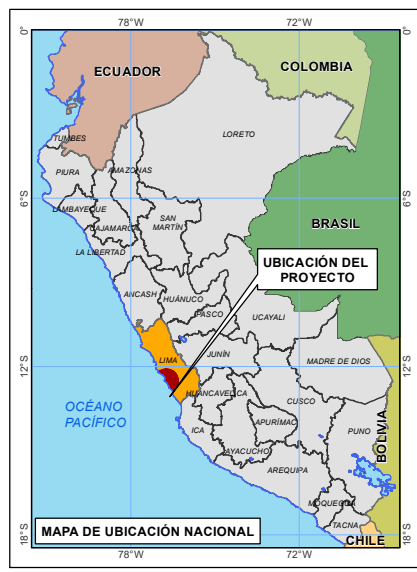 78°W 72°W
0° 0°
ECUADOR
COLOMBIA
LORETO
TUMBES
PIURA
AMAZONAS
6°S 6°S
LAMBAYEQUE
CAJAMARCA
SAN
MARTÍN
BRASIL
LA LIBERTAD
UBICACIÓN DEL
PROYECTO
ANCASH
HUÁNUCO
PASCO
UCAYALI
JUNÍN
LIMA
MADRE DE DIOS
12°S 12°S
HUANCAVELICA
CUSCO
OCÉANO
PACÍFICO
ICA
APURÍMAC
PUNO
BOLIVIA
AYACUCHO
AREQUIPA
MOQUEGUA
TACNA
MAPA DE UBICACIÓN NACIONAL
CHILE
18°S 18°S
78°W 72°W